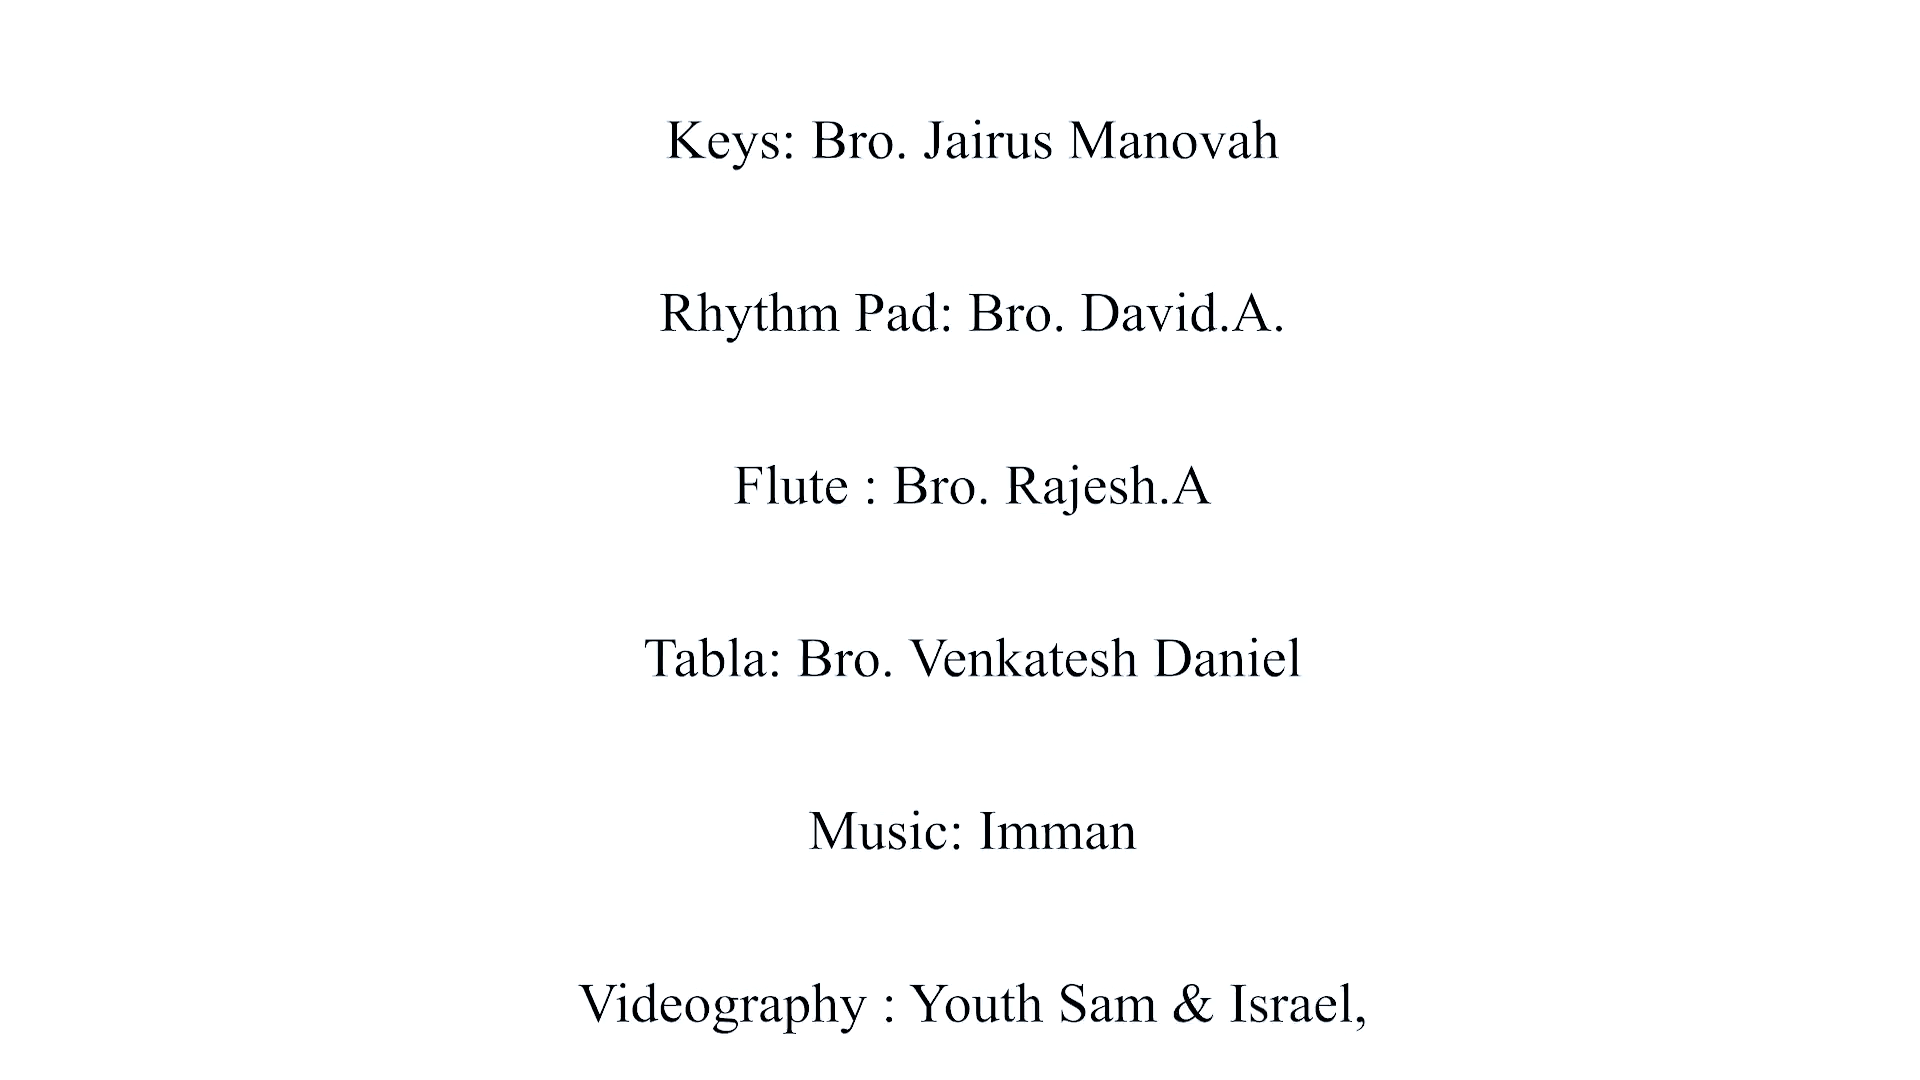 Keys: Bro. Jairus Manovah
Rhythm Pad: Bro. David.A.
Flute : Bro. Rajesh.A
Tabla: Bro. Venkatesh Daniel
Music: Imman
Videography : Youth Sam & Israel,